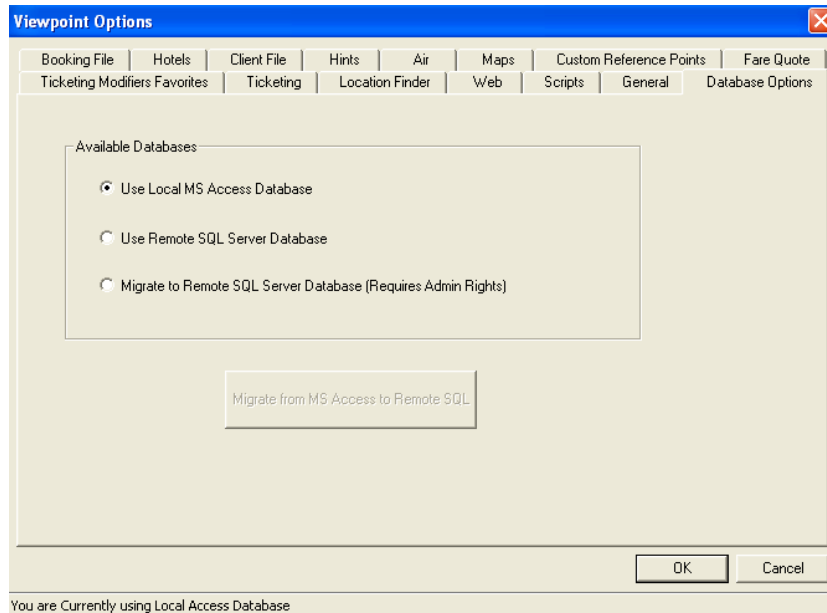 Viewpoint Options
Booking File Hotels Client File Hints Air Maps Custom Reference Points Fare Quote
Ticketing Modifiers Favorites Ticketing Location Finder Web Scripts General Database Options
Available Databases
Use Local MS Access Database
Use Remote SQL Server Database
Migrate to Remote SQL Server Database (Requires Admin Rights)
Migrate from MS Access to Remote SQL
OK Cancel
You are Currently using Local Access Database